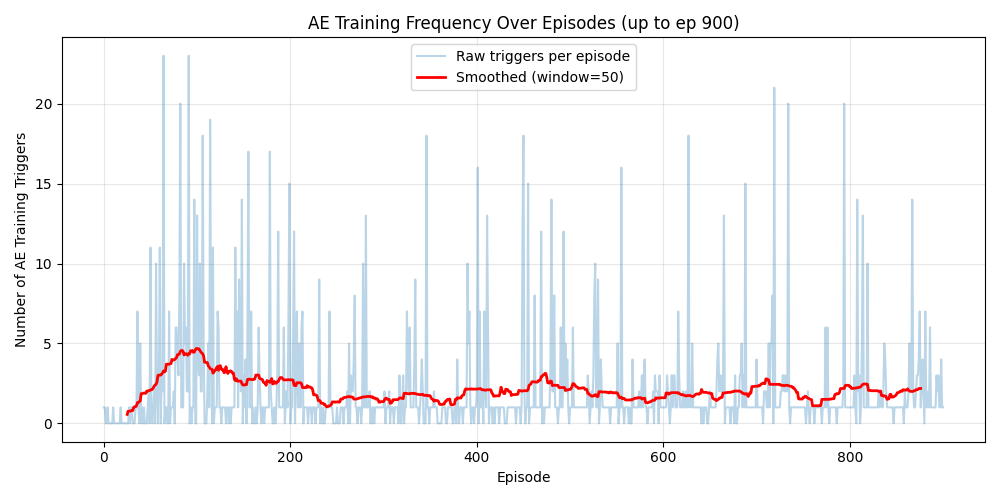 AE Training Frequency Over Episodes (up to ep 900)
Raw triggers per episode
Smoothed (window=50)
Number of AE Training Triggers
20
15
10
5
0
0 200 400 600 800
Episode